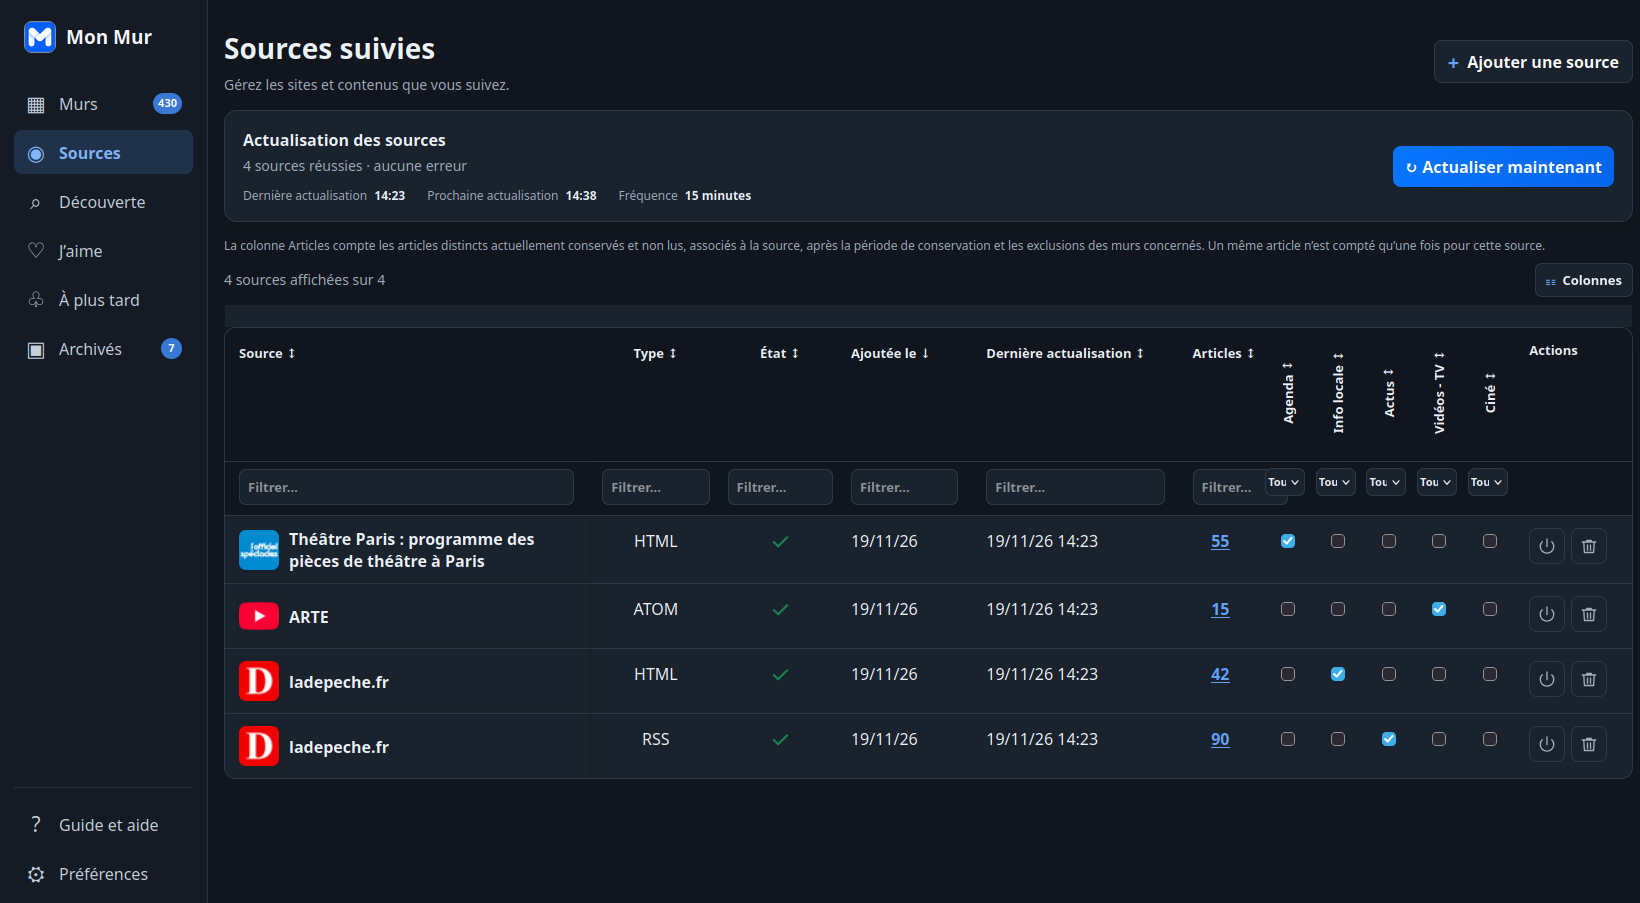 Mon Mur
Murs 430
Sources
Découverte
J’aime
À plus tard
Archivés 7
Guide et aide
Préférences
Sources suivies
Gérez les sites et contenus que vous suivez.
+ Ajouter une source
Actualisation des sources
4 sources réussies · aucune erreur
Dernière actualisation 14:23 Prochaine actualisation 14:38 Fréquence 15 minutes
↻ Actualiser maintenant
La colonne Articles compte les articles distincts actuellement conservés et non lus, associés à la source, après la période de conservation et les exclusions des murs concernés. Un même article n’est compté qu’une fois pour cette source.
4 sources affichées sur 4
Colonnes
Source ↕ Type ↕ État ↕ Ajoutée le ↓ Dernière actualisation ↕ Articles ↕ Agenda ↕ Info locale ↕ Actus ↕ Vidéos - TV ↕ Ciné ↕ Actions
Filtrer... Filtrer... Filtrer... Filtrer... Filtrer... Filtrer... Tou Tou Tou Tou Tou
l'officiel spectacles
Théâtre Paris : programme des
pièces de théâtre à Paris
HTML 19/11/26 19/11/26 14:23 55
ARTE ATOM 19/11/26 19/11/26 14:23 15
D ladepeche.fr HTML 19/11/26 19/11/26 14:23 42
D ladepeche.fr RSS 19/11/26 19/11/26 14:23 90